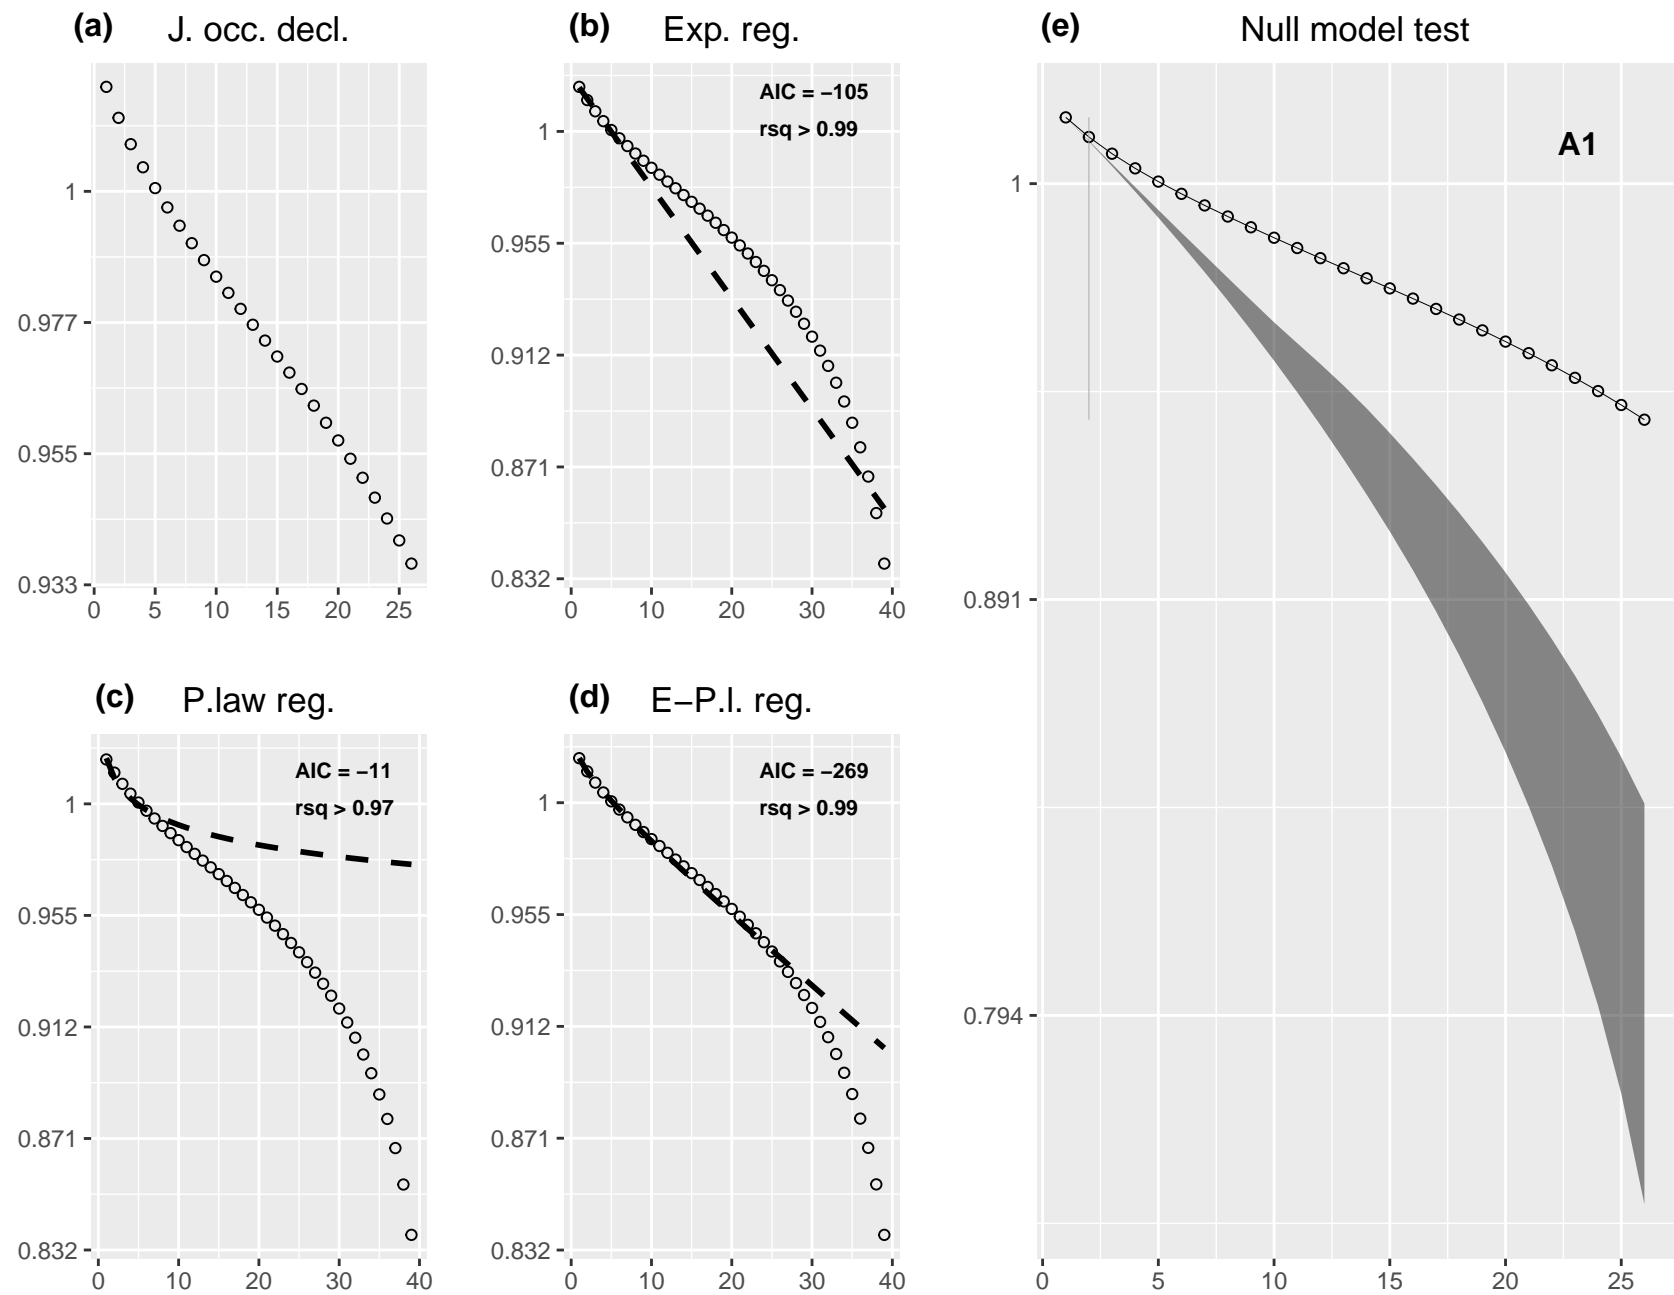 (a) J. occ. decl.
1
0.977
0.955
0.933
0 5 10 15 20 25
(b) Exp. reg.
AIC = −105
rsq > 0.99
1
0.955
0.912
0.871
0.832
0 10 20 30 40
(c) P.law reg.
AIC = −11
rsq > 0.97
1
0.955
0.912
0.871
0.832
0 10 20 30 40
(d) E−P.l. reg.
AIC = −269
rsq > 0.99
1
0.955
0.912
0.871
0.832
0 10 20 30 40
(e) Null model test
A1
1
0.891
0.794
0 5 10 15 20 25